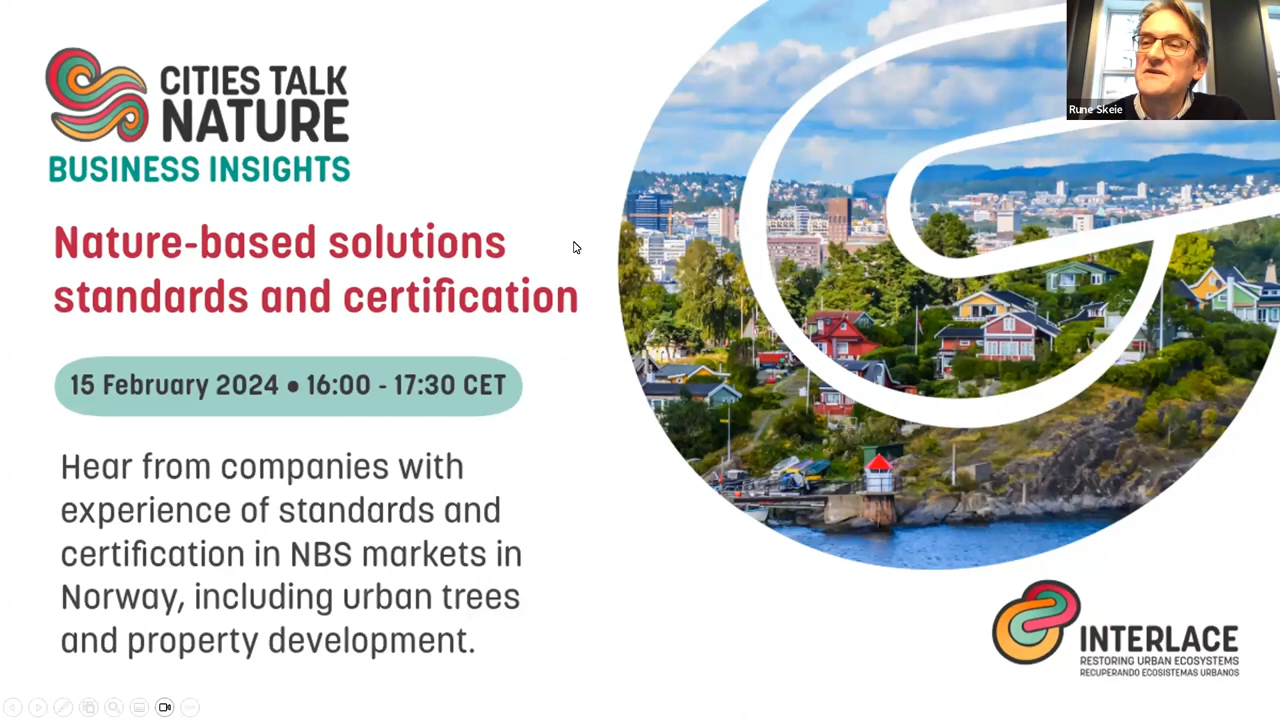 CITIES TALK
NATURE
BUSINESS INSIGHTS
Nature-based solutions
standards and certification
15 February 2024 • 16:00 - 17:30 CET
Hear from companies with
experience of standards and
certification in NBS markets in
Norway, including urban trees
and property development.
Rune Skeie
INTERLACE
RESTORING URBAN ECOSYSTEMS
RECUPERANDO ECOSISTEMAS URBANOS